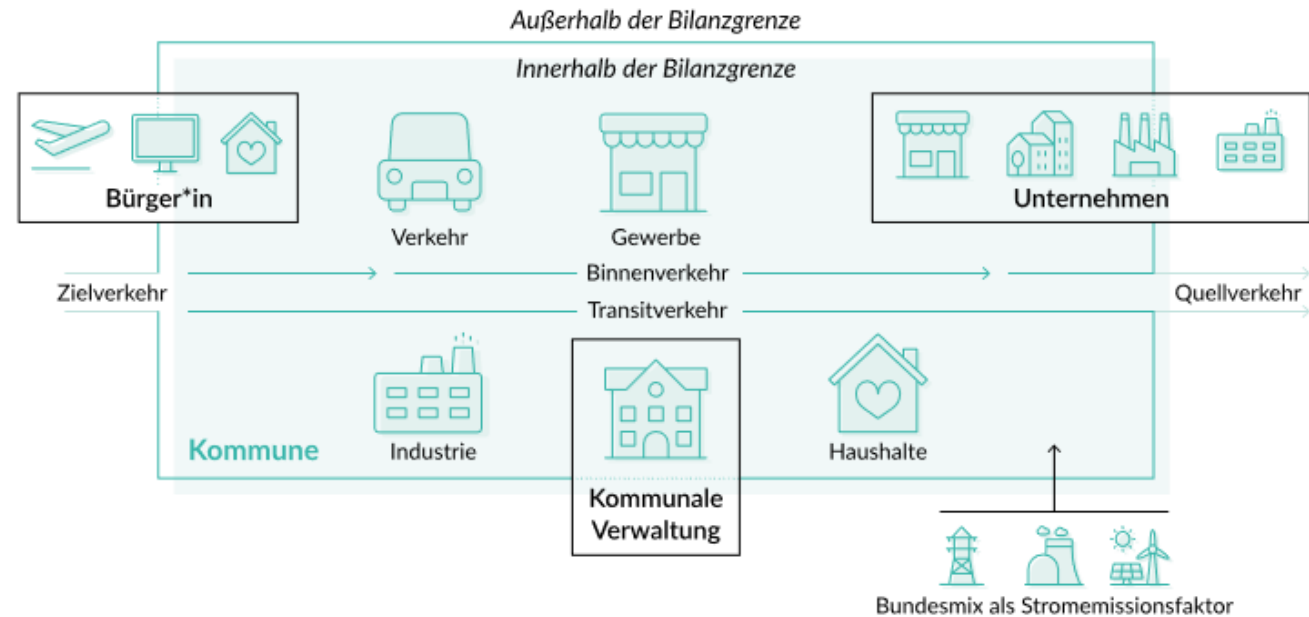 Außerhalb der Bilanzgrenze
Innerhalb der Bilanzgrenze
Bürger*in
Unternehmen
Verkehr
Gewerbe
Binnenverkehr
Zielverkehr
Quellverkehr
Transitverkehr
Kommune
Industrie
Haushalte
Kommunale
Verwaltung
Bundesmix als Stromemissionsfaktor